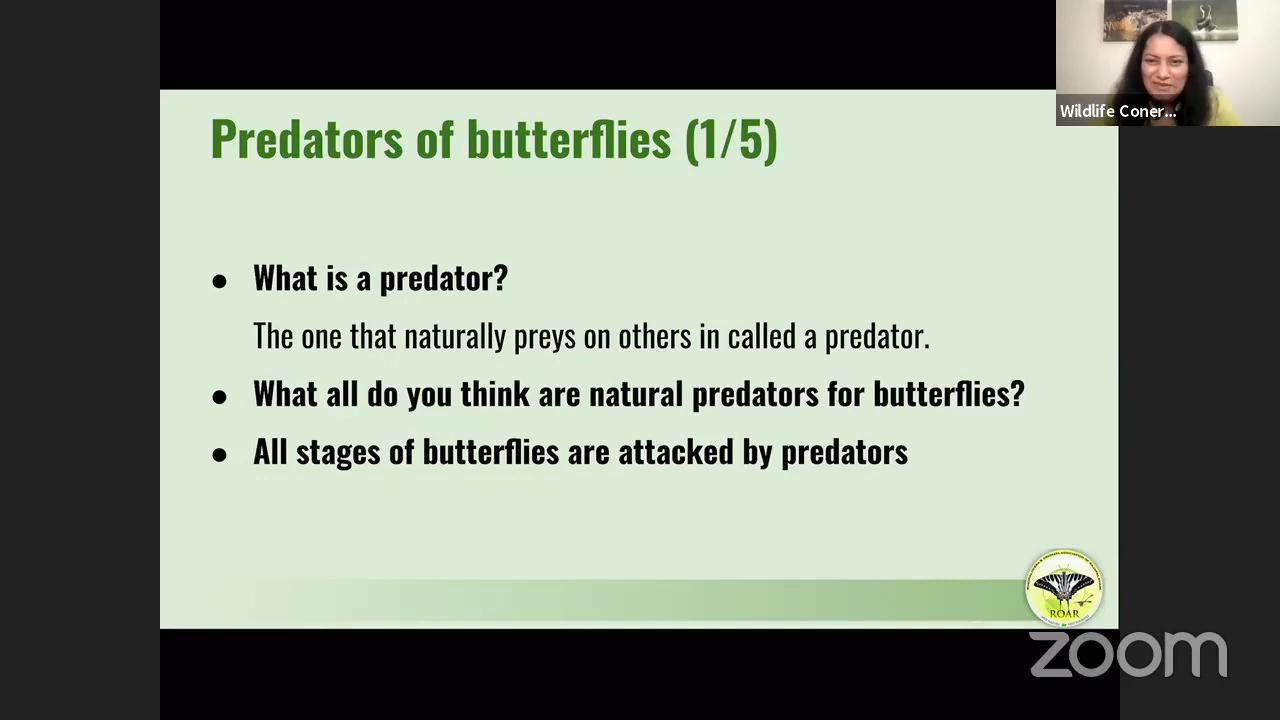 Wildlife Coner...
Predators of butterflies (1/5)
● What is a predator?
The one that naturally preys on others in called a predator.
● What all do you think are natural predators for butterflies?
● All stages of butterflies are attacked by predators
ROAR
zoom